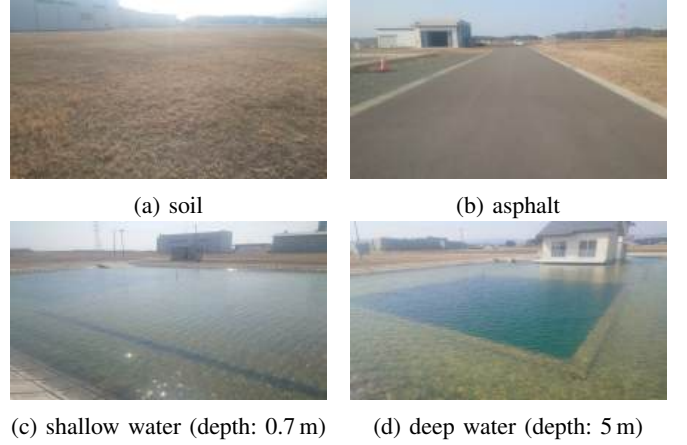 (a) soil
(b) asphalt
(c) shallow water (depth: 0.7 m)
(d) deep water (depth: 5 m)